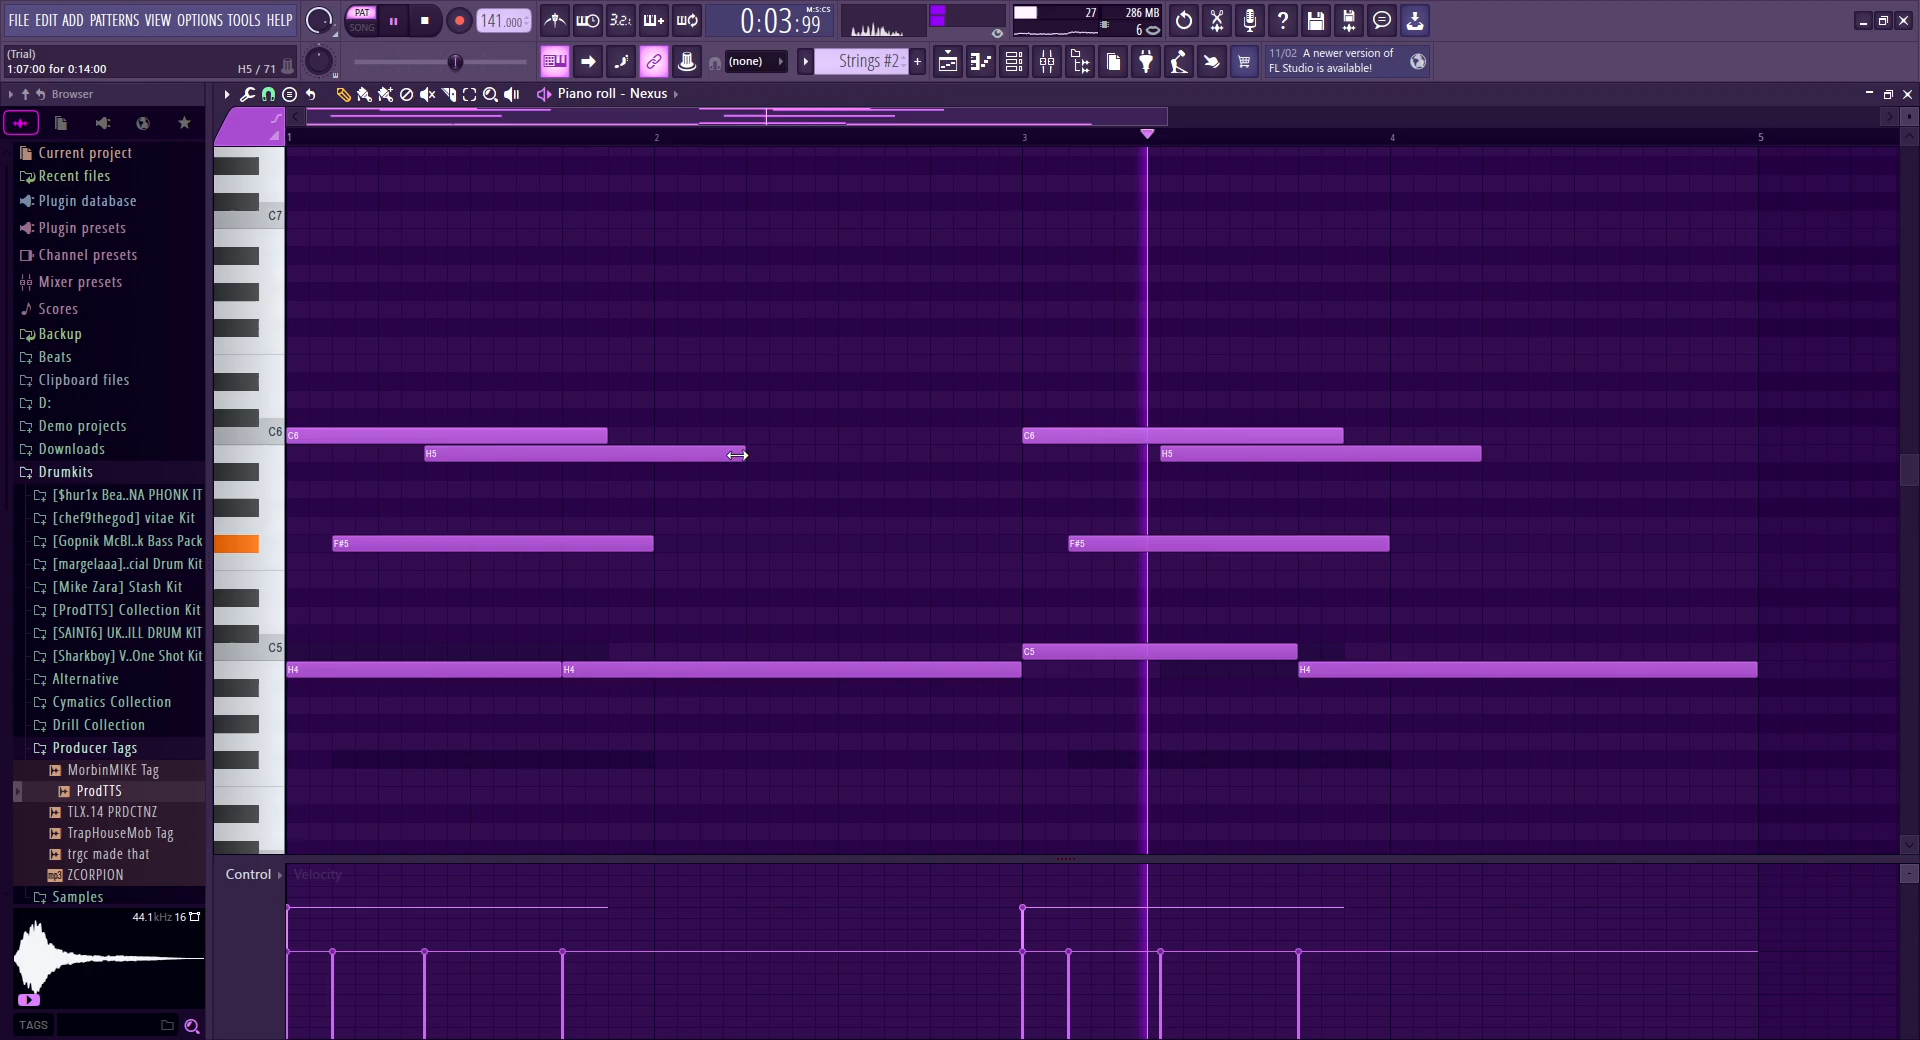 FILE EDIT ADD PATTERNS VIEW OPTIONS TOOLS HELP
PAT
SONG
141.000
3.2:
0:03:99
M:S:CS
27
286 MB
6
(Trial)
1:07:00 for 0:14:00
H5 / 71
(none)
Strings #2
11/02 A newer version of
FL Studio is available!
Browser
Piano roll - Nexus
1 2 3 4 5
Current project
Recent files
Plugin database
Plugin presets
Channel presets
Mixer presets
Scores
Backup
Beats
Clipboard files
D:
Demo projects
Downloads
Drumkits
[$hur1x Bea..NA PHONK IT
[chef9thegod] vitae Kit
[Gopnik McBl..k Bass Pack
[margelaaa]..cial Drum Kit
[Mike Zara] Stash Kit
[ProdTTS] Collection Kit
[SAINT6] UK..ILL DRUM KIT
[Sharkboy] V..One Shot Kit
Alternative
Cymatics Collection
Drill Collection
Producer Tags
MorbinMIKE Tag
ProdTTS
TLX.14 PRDCTNZ
TrapHouseMob Tag
trgc made that
mp3 ZCORPION
Samples
44.1kHz 16
TAGS
C7
C6
C6
C6
H5
H5
F#5
F#5
C5
C5
H4
H4
H4
Control
Velocity